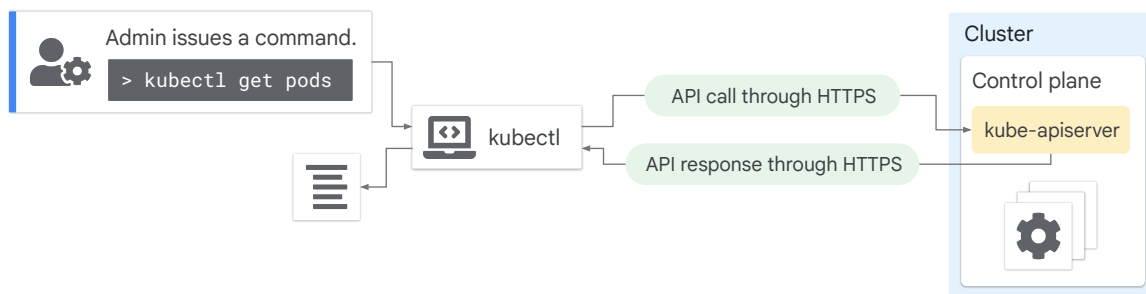 Admin issues a command.
> kubectl get pods
kubectl
API call through HTTPS
API response through HTTPS
Cluster
Control plane
kube-apiserver